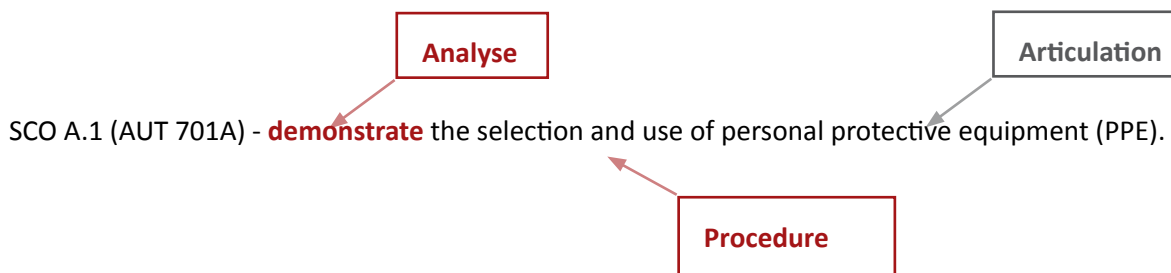 Analyse
Articulation
SCO A.1 (AUT 701A) - demonstrate the selection and use of personal protective equipment (PPE).
Procedure